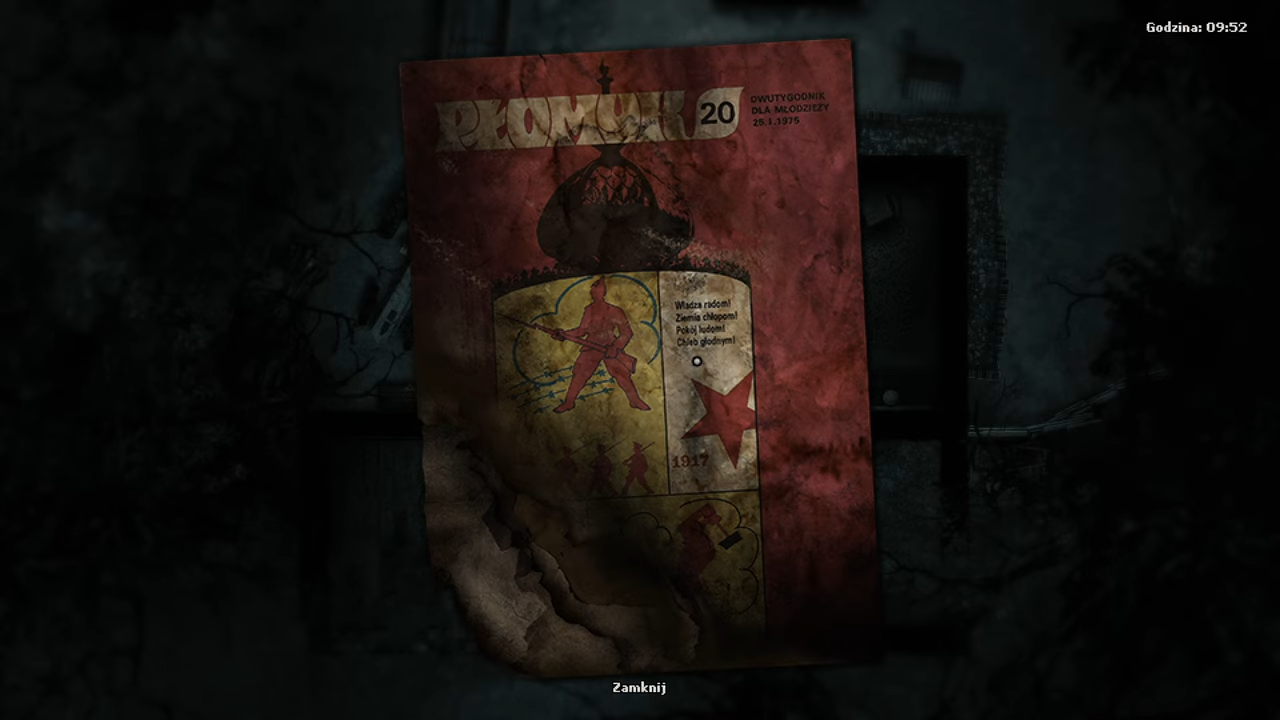 Godzina: 09:52
PŁOMYK
20
DWUTYGODNIK
DLA MŁODZIEŻY
25.1.1975
Władza radom!
Ziemia chłopom!
Pokój ludom!
Chleb głodnym!
1917
Zamknij